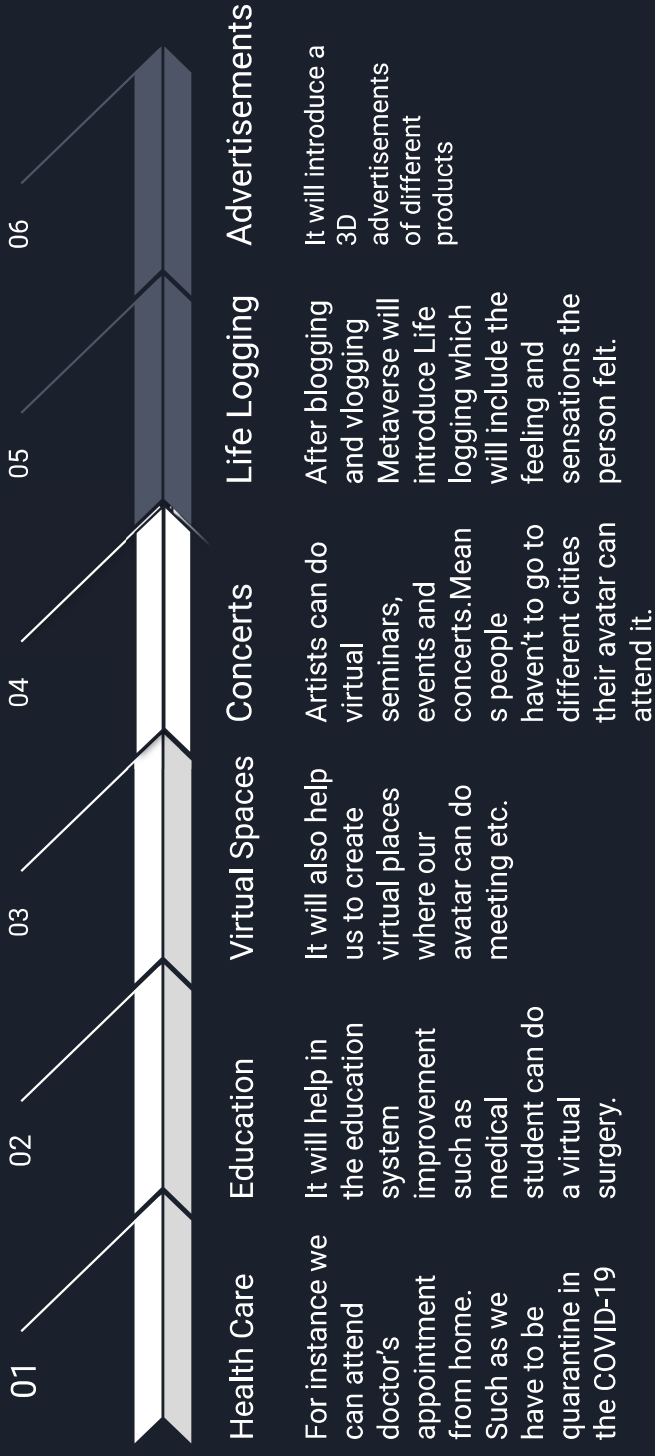 01
Health Care
For instance we
can attend
doctor's
appointment
from home.
Such as we
have to be
quarantine in
the COVID-19
02
Education
It will help in
the education
system
improvement
such as
medical
student can do
a virtual
surgery.
03
Virtual Spaces
It will also help
us to create
virtual places
where our
avatar can do
meeting etc.
04
Concerts
Artists can do
virtual
seminars,
events and
concerts.Mean
s people
haven't to go to
different cities
their avatar can
attend it.
05
Life Logging
After blogging
and vlogging
Metaverse will
introduce Life
logging which
will include the
feeling and
sensations the
person felt.
06
Advertisements
It will introduce a
3D
advertisements
of different
products